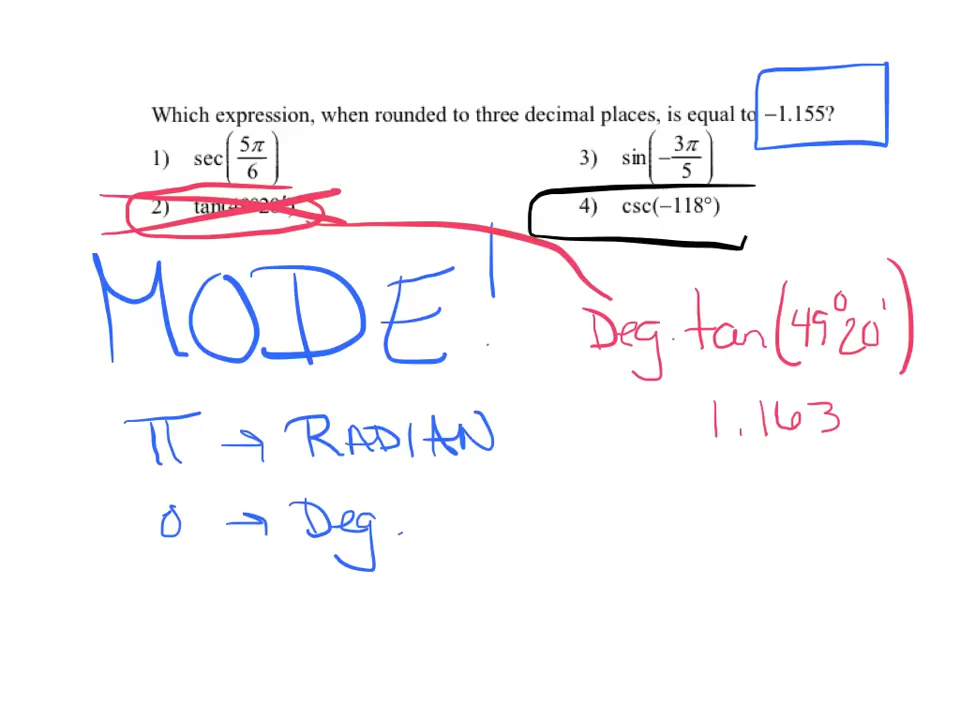 Which expression, when rounded to three decimal places, is equal to −1.155?
1) sec(5π/6)
3) sin(−3π/5)
2) tan(
4) csc(−118°)
MODE!
Deg. tan(49°20')
1.163
π → RADIAN
° → Deg.